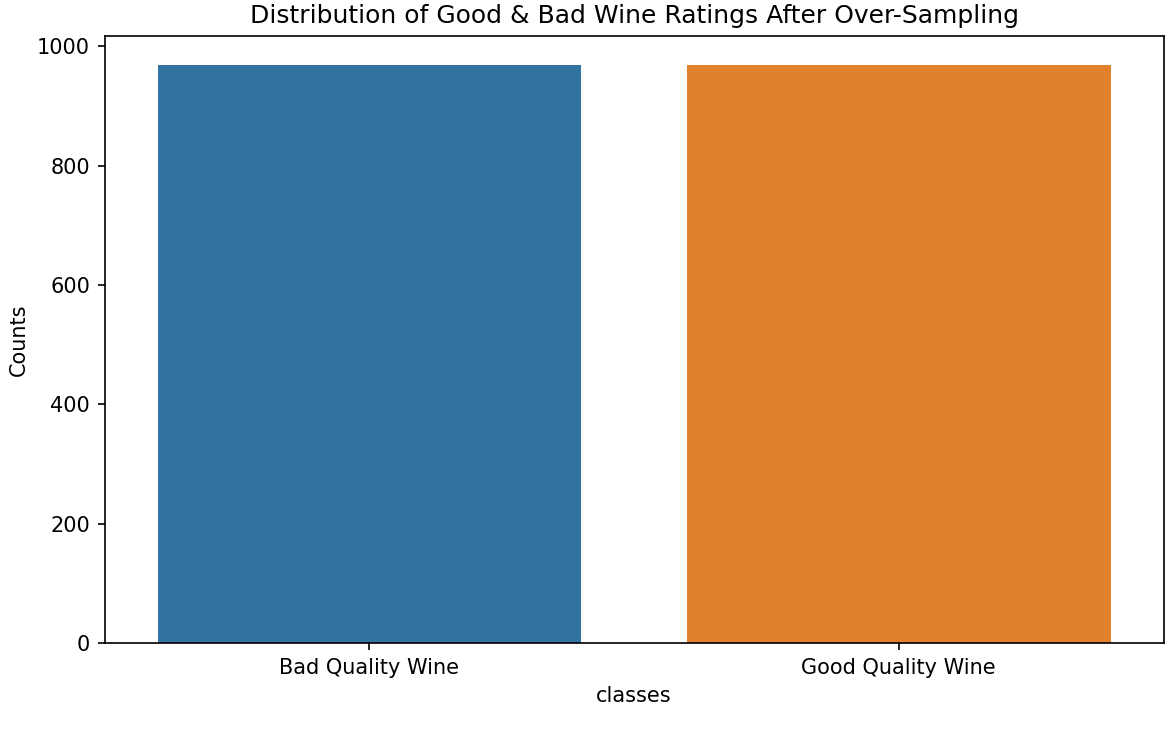 Distribution of Good & Bad Wine Ratings After Over-Sampling
1000
800
600
400
200
0
Counts
Bad Quality Wine
Good Quality Wine
classes